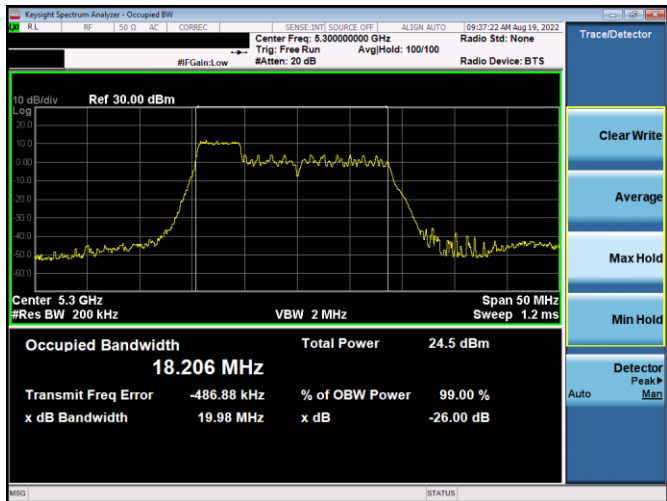 Keysight Spectrum Analyzer - Occupied BW
RL RF 50 Ω AC CORREC SENSE:INT SOURCE OFF ALIGN AUTO 09:37:22 AM Aug 19, 2022
Center Freq: 5.300000000 GHz Radio Std: None
Trig: Free Run Avg|Hold: 100/100
#IFGain:Low #Atten: 20 dB Radio Device: BTS
Trace/Detector
10 dB/div Ref 30.00 dBm
Log
20.0
10.0
0.00
-10.0
-20.0
-30.0
-40.0
-50.0
-60.0
Center 5.3 GHz Span 50 MHz
#Res BW 200 kHz VBW 2 MHz Sweep 1.2 ms
Occupied Bandwidth Total Power 24.5 dBm
18.206 MHz
Transmit Freq Error -486.88 kHz % of OBW Power 99.00 %
x dB Bandwidth 19.98 MHz x dB -26.00 dB
Clear Write
Average
Max Hold
Min Hold
Detector
Peak▶
Auto Man
MSG STATUS